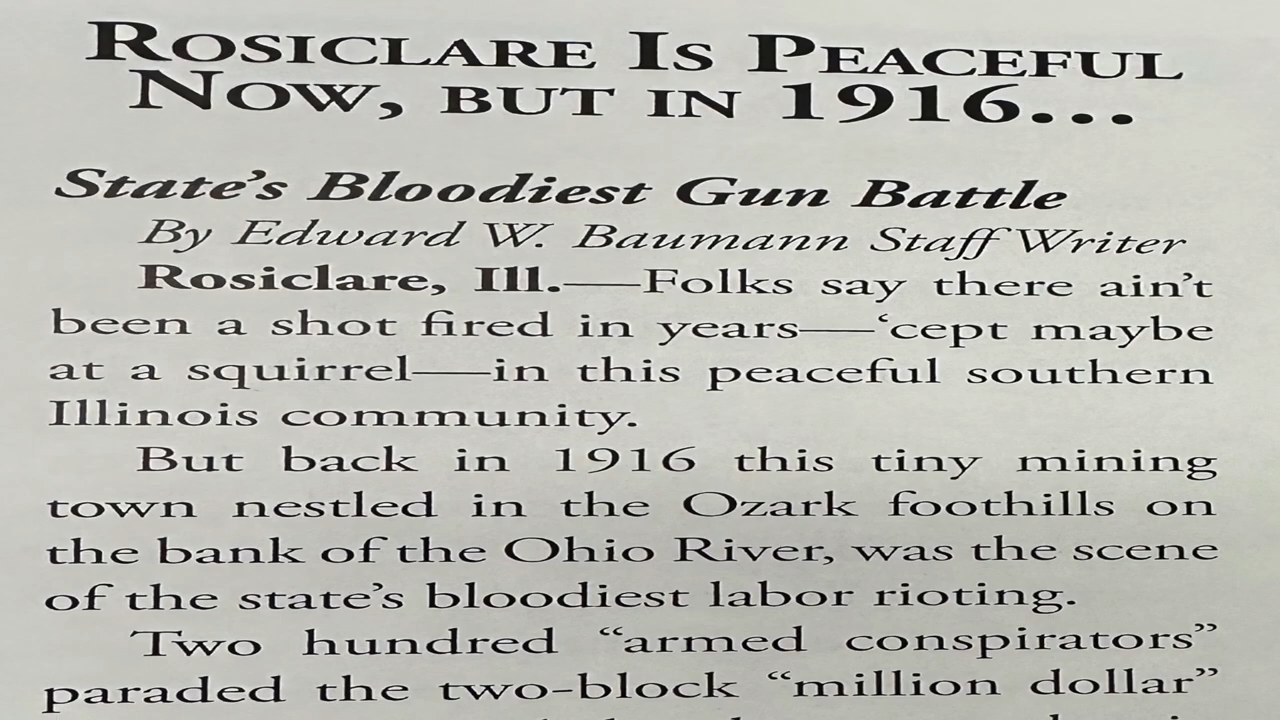 Rosiclare Is Peaceful
Now, but in 1916...
State’s Bloodiest Gun Battle
By Edward W. Baumann Staff Writer
Rosiclare, Ill.—Folks say there ain’t
been a shot fired in years—‘cept maybe
at a squirrel—in this peaceful southern
Illinois community.
But back in 1916 this tiny mining
town nestled in the Ozark foothills on
the bank of the Ohio River, was the scene
of the state’s bloodiest labor rioting.
Two hundred “armed conspirators”
paraded the two-block “million dollar”